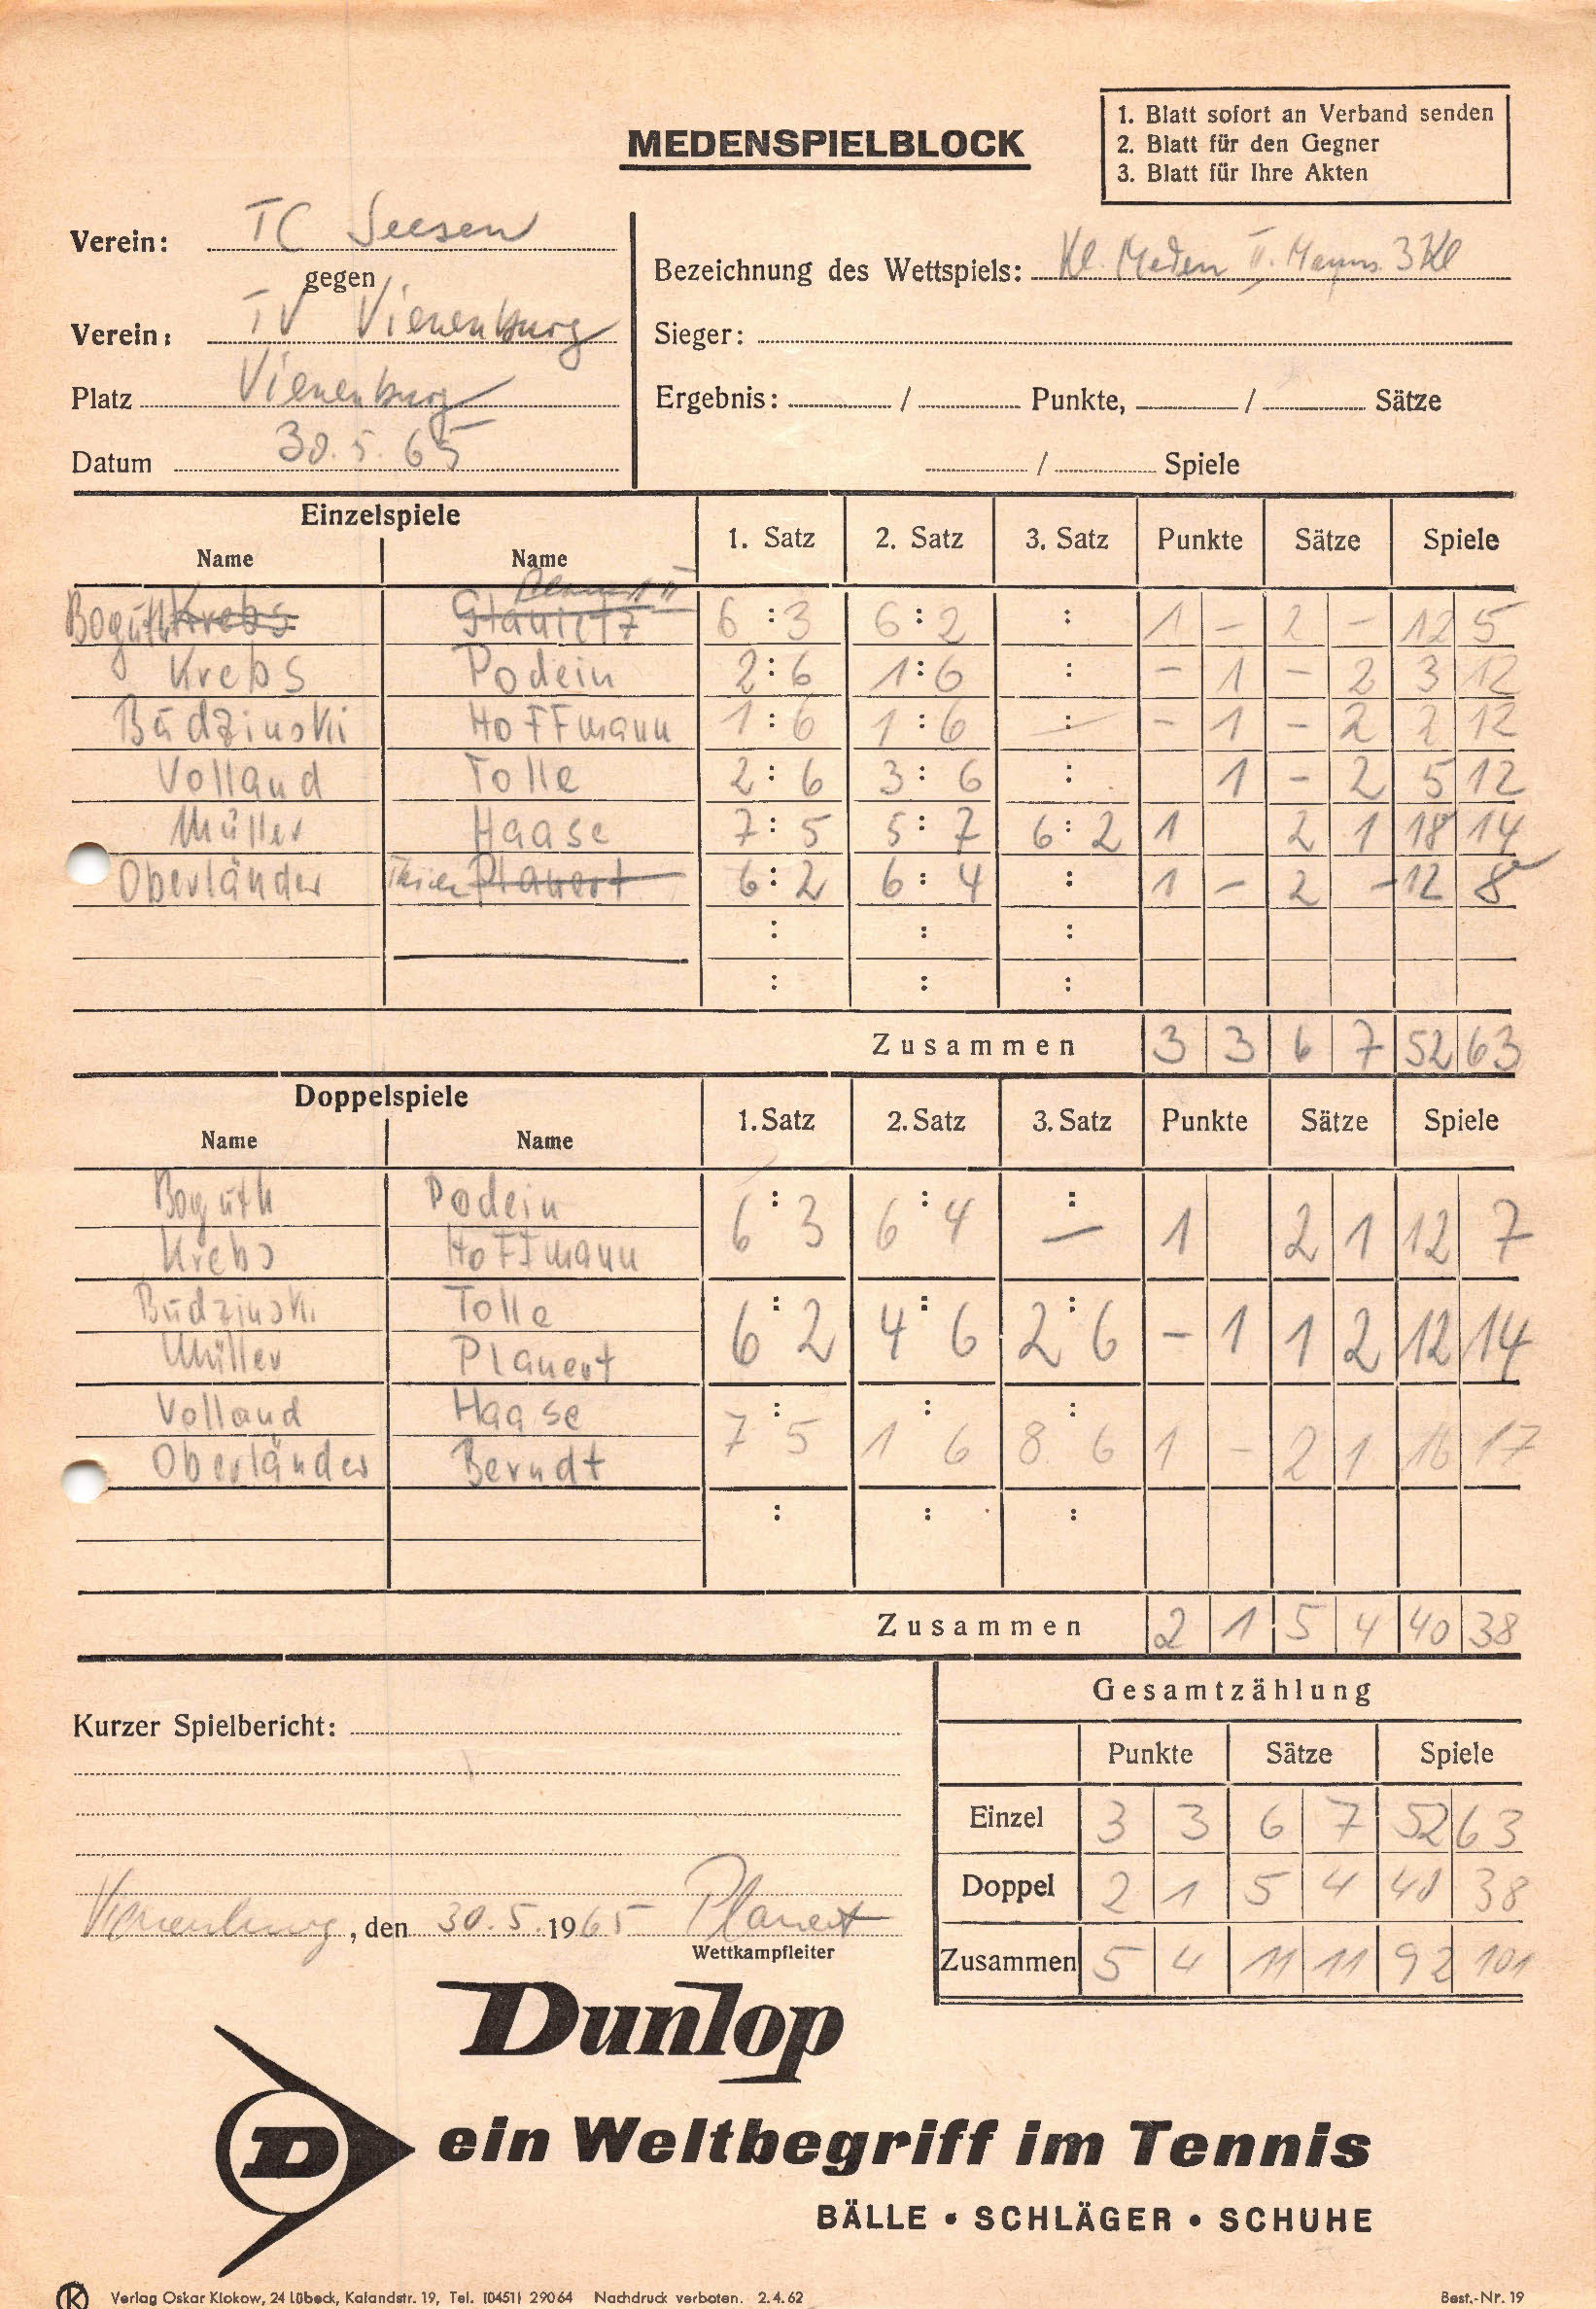 1. Blatt sofort an Verband senden
2. Blatt für den Gegner
3. Blatt für Ihre Akten
MEDENSPIELBLOCK
Verein: TC Seesen
gegen
Verein: TV Vienenburg
Platz Vienenburg
Datum 30.5.65
Bezeichnung des Wettspiels: Kl. Meden II. Mann. 3 Kl
Sieger:
Ergebnis: / Punkte, / Sätze
/ Spiele
Einzelspiele
Name Name 1. Satz 2. Satz 3. Satz Punkte Sätze Spiele
Boguth Krebs 6:3 6:2 : 1 - 2 - 12 5
Krebs Podein 2:6 1:6 : - 1 - 2 3 12
Budzinski Hoffmann 1:6 1:6 : - 1 - 2 2 12
Volland Tolle 2:6 3:6 : 1 - 2 5 12
Müller Haase 7:5 5:7 6:2 1 2 1 18 14
Oberländer Planert 6:2 6:4 : 1 - 2 - 12 8
: : :
: : :
Zusammen 3 3 6 7 52 63
Doppelspiele
Name Name 1. Satz 2. Satz 3. Satz Punkte Sätze Spiele
Boguth Podein 6:3 6:4 : — 1 2 1 12 7
Krebs Hoffmann
Budzinski Tolle 6:2 4:6 2:6 - 1 1 2 12 14
Müller Planert
Volland Haase 7:5 1:6 8:6 1 - 2 1 16 17
Oberländer Berndt
: : :
Zusammen 2 1 5 4 40 38
Gesamtzählung
Punkte Sätze Spiele
Einzel 3 3 6 7 52 63
Doppel 2 1 5 4 40 38
Zusammen 5 4 11 11 92 101
Kurzer Spielbericht:
Vienenburg, den 30.5.1965 Planert
Wettkampfleiter
Dunlop
D
ein Weltbegriff im Tennis
BÄLLE • SCHLÄGER • SCHUHE
K Verlag Oskar Klokow, 24 Lübeck, Kalandstr. 19, Tel. (0451) 29064 Nachdruck verboten. 2.4.62 Best.-Nr. 19